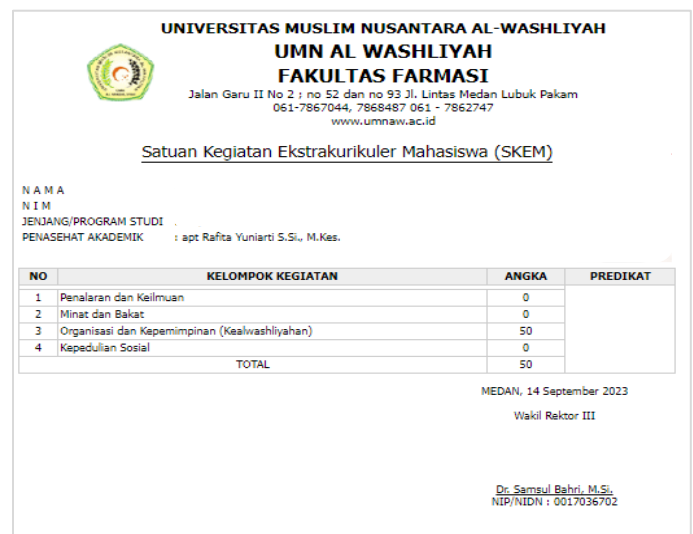 UNIVERSITAS MUSLIM NUSANTARA AL-WASHLIYAH
UMN AL WASHLIYAH
FAKULTAS FARMASI
Jalan Garu II No 2 ; no 52 dan no 93 Jl. Lintas Medan Lubuk Pakam
061-7867044, 7868487 061 - 7862747
www.umnaw.ac.id
Satuan Kegiatan Ekstrakurikuler Mahasiswa (SKEM)
N A M A
N I M
JENJANG/PROGRAM STUDI
PENASEHAT AKADEMIK : apt Rafita Yuniarti S.Si., M.Kes.
NO KELOMPOK KEGIATAN ANGKA PREDIKAT
1 Penalaran dan Keilmuan 0
2 Minat dan Bakat 0
3 Organisasi dan Kepemimpinan (Kealwashliyahan) 50
4 Kepedulian Sosial 0
TOTAL 50
MEDAN, 14 September 2023
Wakil Rektor III
Dr. Samsul Bahri, M.Si.
NIP/NIDN : 0017036702